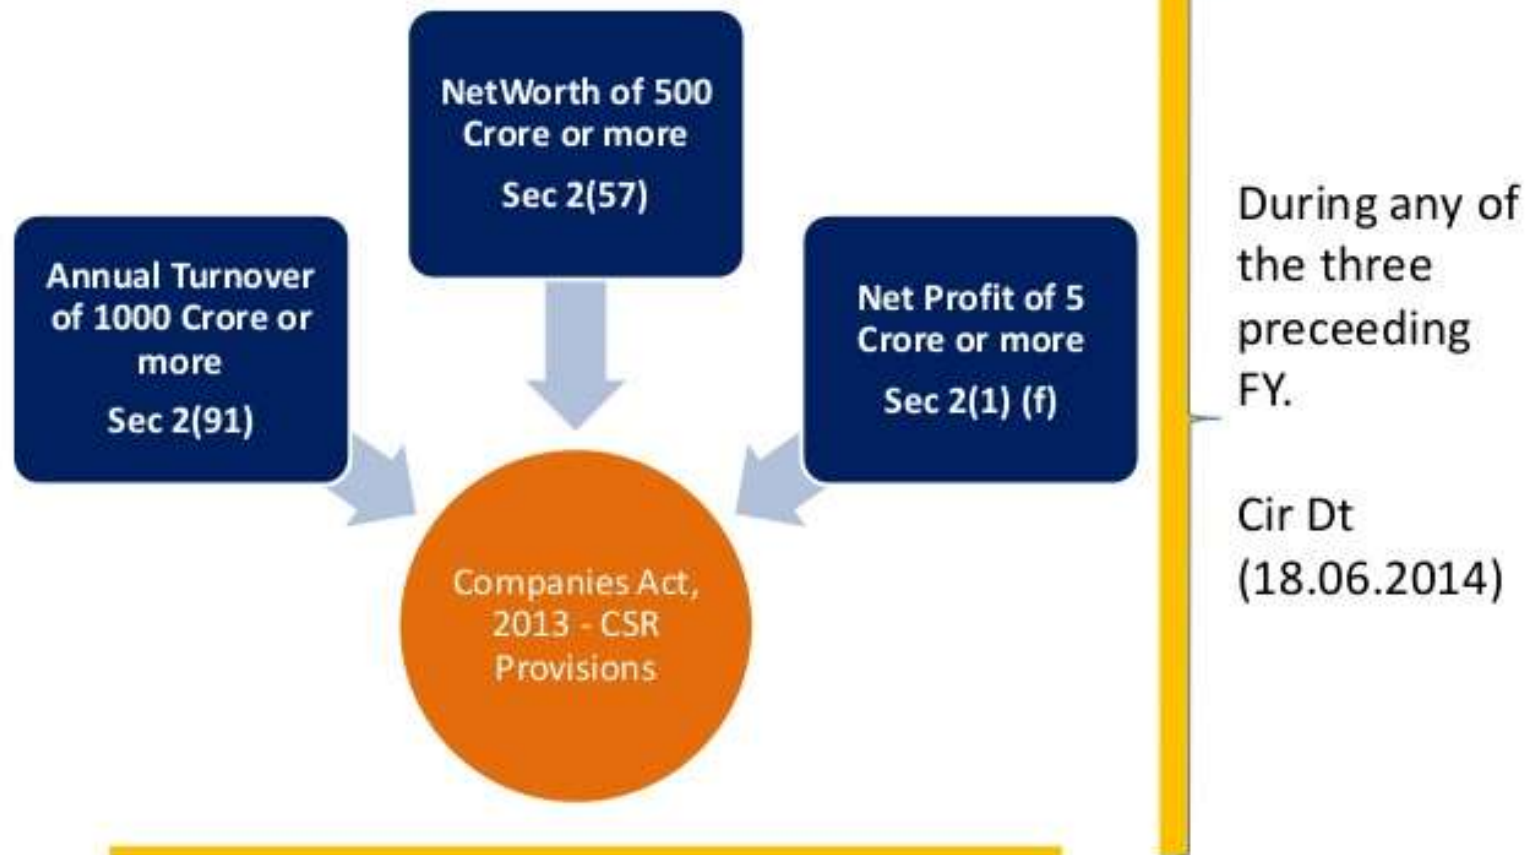 NetWorth of 500
Crore or more
Sec 2(57)
Annual Turnover
of 1000 Crore or
more
Sec 2(91)
Net Profit of 5
Crore or more
Sec 2(1) (f)
Companies Act,
2013 - CSR
Provisions
During any of
the three
preceeding
FY.
Cir Dt
(18.06.2014)